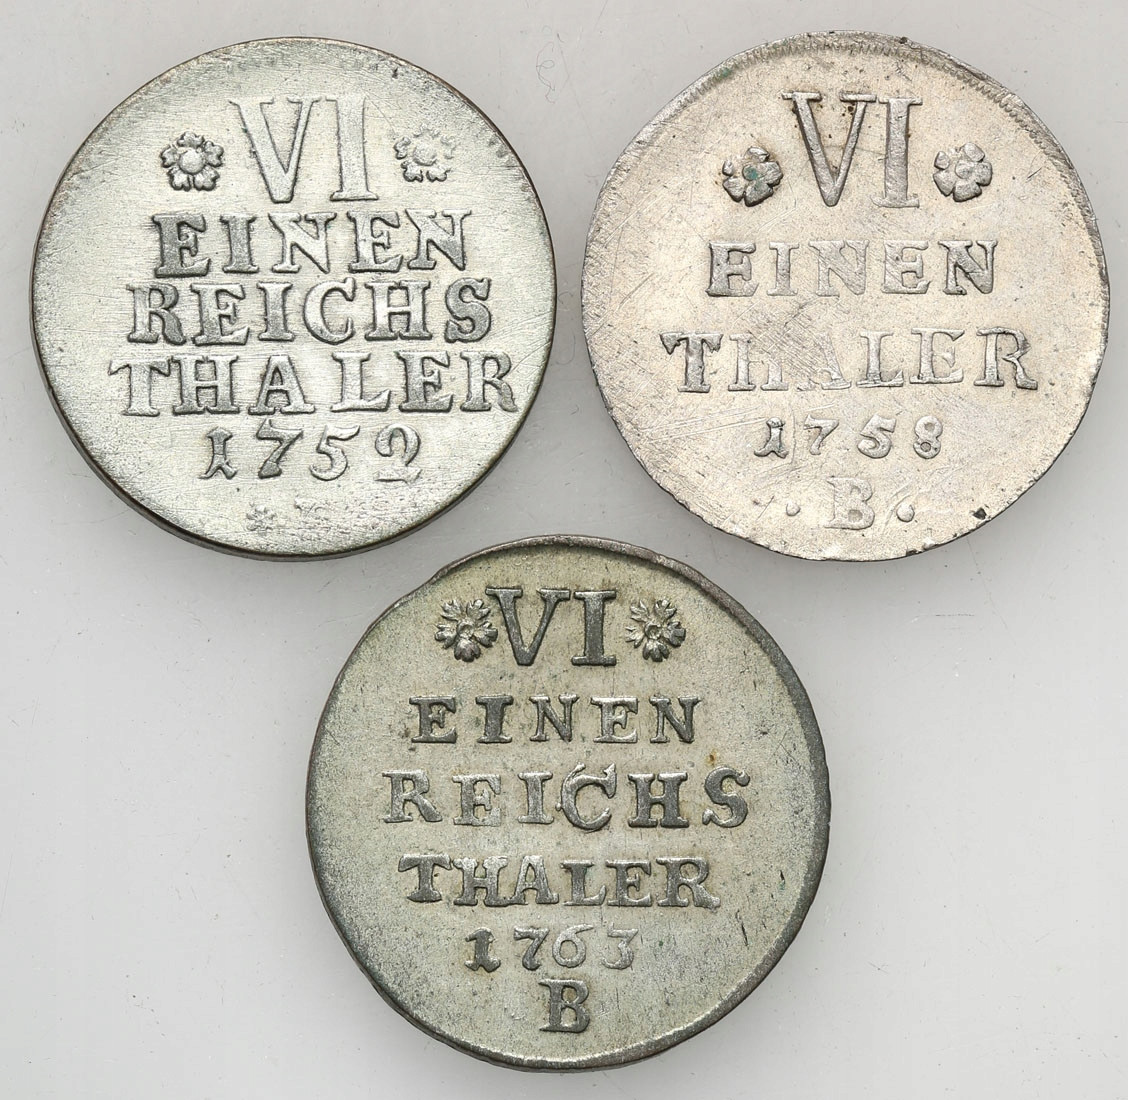 VI
EINEN
REICHS
THALER
1752
VI
EINEN
THALER
1758
· B ·
VI
EINEN
REICHS
THALER
1763
B